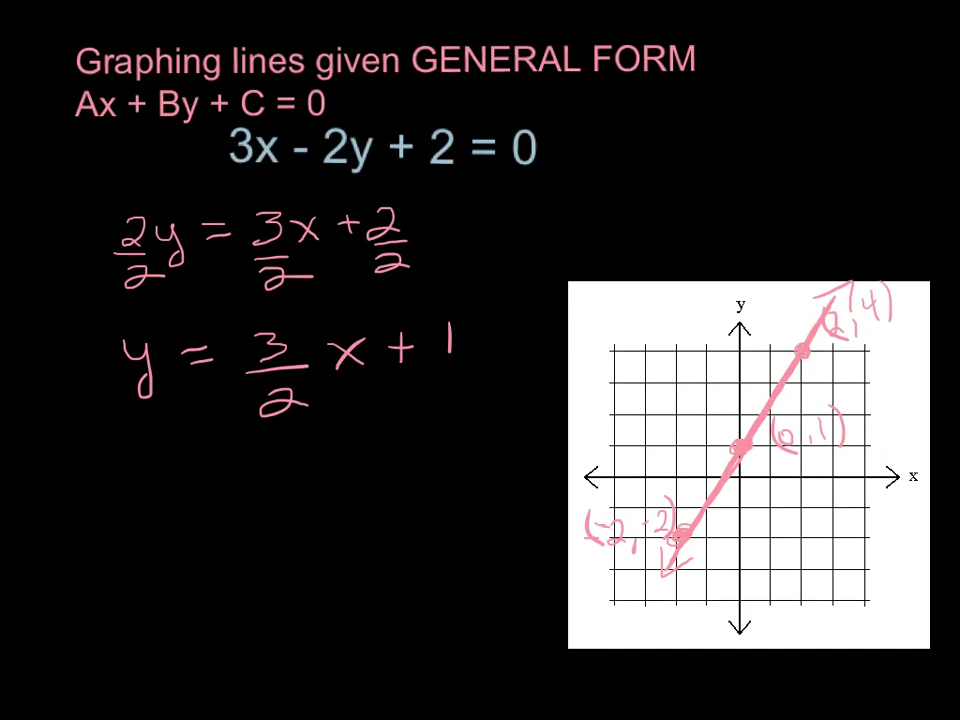 Graphing lines given GENERAL FORM
Ax + By + C = 0
3x - 2y + 2 = 0
2y = 3x + 2
2 2 2
y = 3 x + 1
2
y
(2, 4)
(0, 1)
x
(-2, -2)